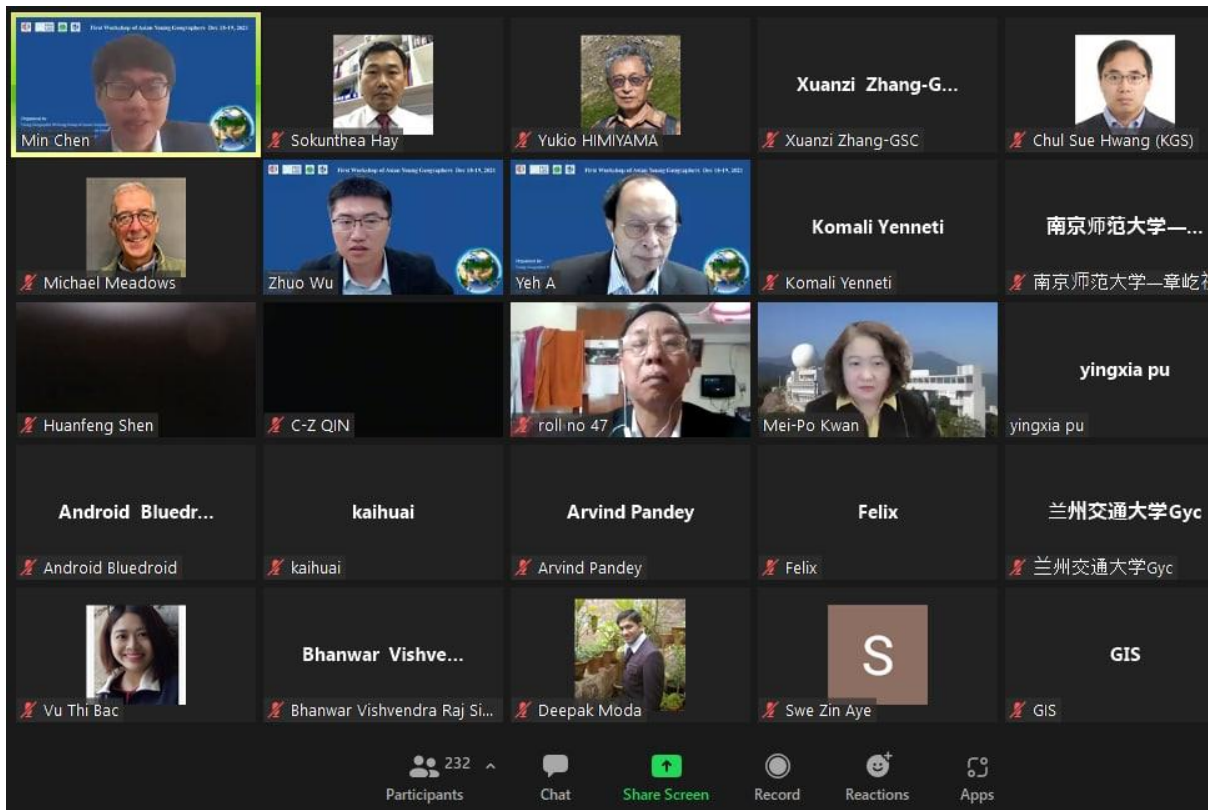 First Workshop of Asian Young Geographers Dec 18-19, 2021
Min Chen
Sokunthea Hay
Yukio HIMIYAMA
Xuanzi Zhang-G...
Xuanzi Zhang-GSC
Chul Sue Hwang (KGS)
Michael Meadows
First Workshop of Asian Young Geographers Dec 18-19, 2021
Zhuo Wu
First Workshop of Asian Young Geographers Dec 18-19, 2021
Organized by
Yeh A
Komali Yenneti
Komali Yenneti
南京师范大学—...
南京师范大学—章屹
Huanfeng Shen
C-Z QIN
roll no 47
Mei-Po Kwan
yingxia pu
yingxia pu
Android Bluedr...
Android Bluedroid
kaihuai
kaihuai
Arvind Pandey
Arvind Pandey
Felix
Felix
兰州交通大学Gyc
兰州交通大学Gyc
Vu Thi Bac
Bhanwar Vishve...
Bhanwar Vishvendra Raj Si...
Deepak Moda
S
Swe Zin Aye
GIS
GIS
232
Participants
Chat
Share Screen
Record
Reactions
Apps